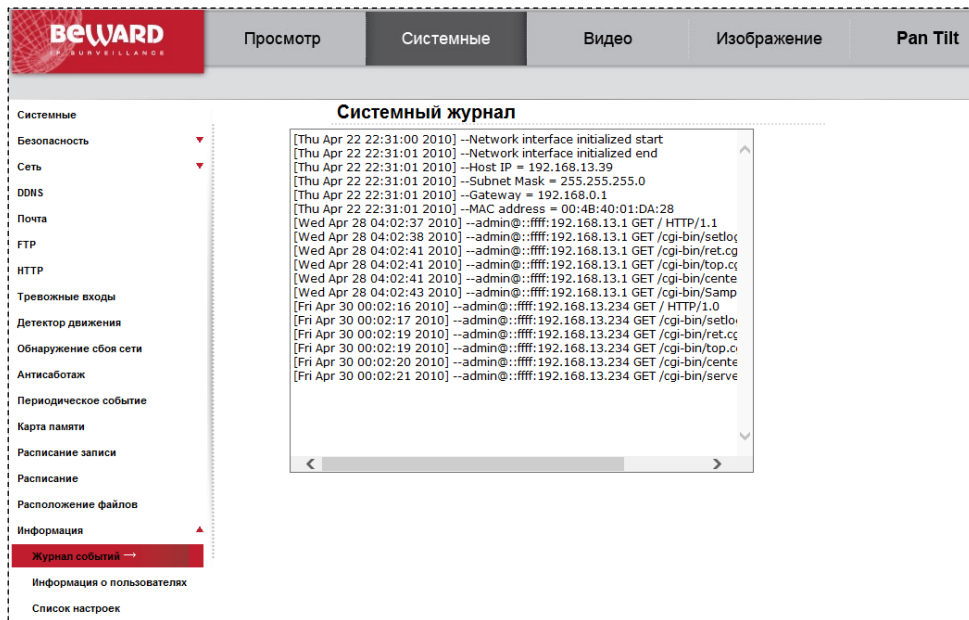 BEWARD
IP SURVEILLANCE
Просмотр
Системные
Видео
Изображение
Pan Tilt
Системные
Безопасность
Сеть
DDNS
Почта
FTP
HTTP
Тревожные входы
Детектор движения
Обнаружение сбоя сети
Антисаботаж
Периодическое событие
Карта памяти
Расписание записи
Расписание
Расположение файлов
Информация
Журнал событий →
Информация о пользователях
Список настроек
Системный журнал
[Thu Apr 22 22:31:00 2010] --Network interface initialized start
[Thu Apr 22 22:31:01 2010] --Network interface initialized end
[Thu Apr 22 22:31:01 2010] --Host IP = 192.168.13.39
[Thu Apr 22 22:31:01 2010] --Subnet Mask = 255.255.255.0
[Thu Apr 22 22:31:01 2010] --Gateway = 192.168.0.1
[Thu Apr 22 22:31:01 2010] --MAC address = 00:4B:40:01:DA:28
[Wed Apr 28 04:02:37 2010] --admin@::ffff:192.168.13.1 GET / HTTP/1.1
[Wed Apr 28 04:02:38 2010] --admin@::ffff:192.168.13.1 GET /cgi-bin/setlog
[Wed Apr 28 04:02:41 2010] --admin@::ffff:192.168.13.1 GET /cgi-bin/ret.cg
[Wed Apr 28 04:02:41 2010] --admin@::ffff:192.168.13.1 GET /cgi-bin/top.cg
[Wed Apr 28 04:02:41 2010] --admin@::ffff:192.168.13.1 GET /cgi-bin/cente
[Wed Apr 28 04:02:43 2010] --admin@::ffff:192.168.13.1 GET /cgi-bin/Samp
[Fri Apr 30 00:02:16 2010] --admin@::ffff:192.168.13.234 GET / HTTP/1.0
[Fri Apr 30 00:02:17 2010] --admin@::ffff:192.168.13.234 GET /cgi-bin/setlo
[Fri Apr 30 00:02:19 2010] --admin@::ffff:192.168.13.234 GET /cgi-bin/ret.c
[Fri Apr 30 00:02:19 2010] --admin@::ffff:192.168.13.234 GET /cgi-bin/top.c
[Fri Apr 30 00:02:20 2010] --admin@::ffff:192.168.13.234 GET /cgi-bin/cente
[Fri Apr 30 00:02:21 2010] --admin@::ffff:192.168.13.234 GET /cgi-bin/serve